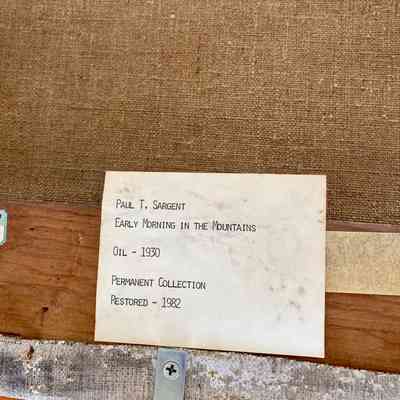 Paul T. Sargent
Early Morning in the Mountains
Oil - 1930
Permanent Collection
Restored - 1982